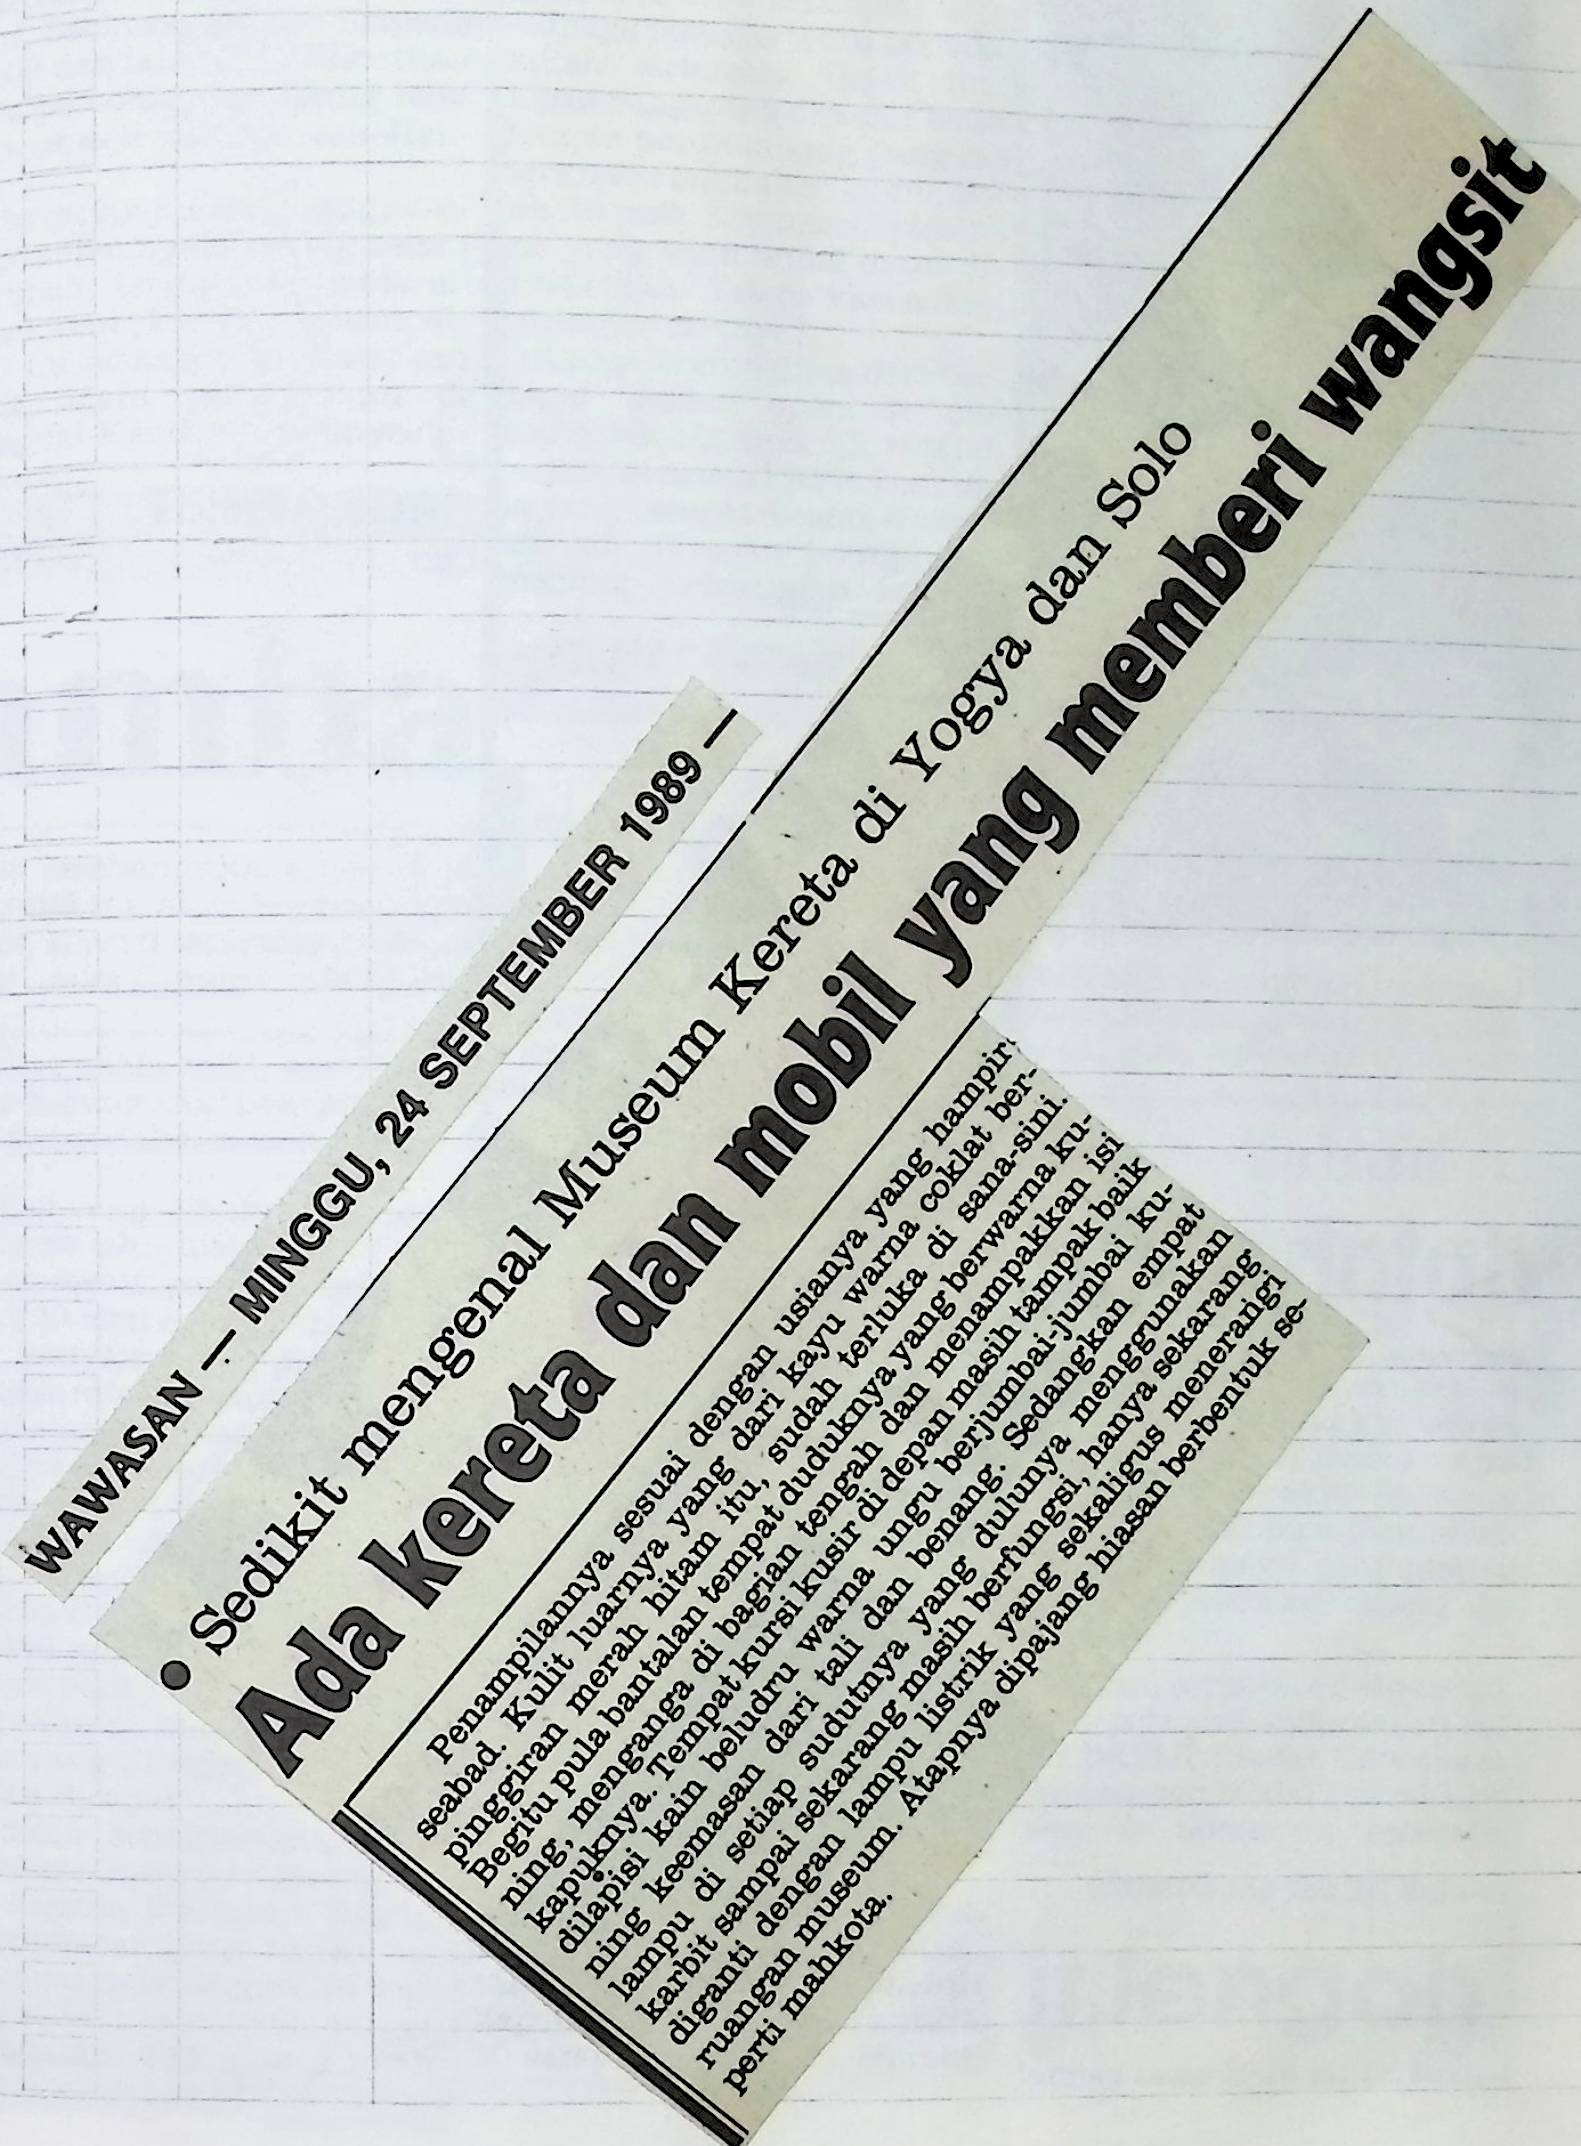 WAWASAN — MINGGU, 24 SEPTEMBER 1989 —
● Sedikit mengenal Museum Kereta di Yogya dan Solo
Ada kereta dan mobil yang memberi wangsit
Penampilannya sesuai dengan usianya yang hampir
seabad. Kulit luarnya yang dari kayu warna coklat ber-
pinggiran merah hitam itu, sudah terluka di sana-sini.
Begitu pula bantalan tempat duduknya yang berwarna ku-
ning, menganga di bagian tengah dan menampakkan isi
kapuknya. Tempat kursi kusir di depan masih tampak baik
dilapisi kain beludru warna ungu berjumbai-jumbai ku-
ning keemasan dari tali dan benang. Sedangkan empat
lampu di setiap sudutnya yang dulunya menggunakan
karbit sampai sekarang masih berfungsi, hanya sekarang
diganti dengan lampu listrik yang sekaligus menerangi
ruangan museum. Atapnya dipajang hiasan berbentuk se-
perti mahkota.